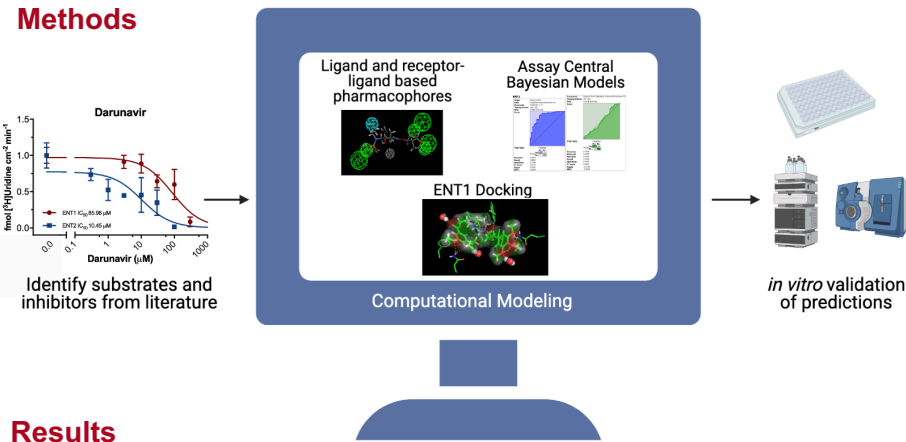 Methods
Darunavir
fmol [³H]Uridine cm⁻² min⁻¹
1.5
1.0
0.5
0.0
ENT1 IC50 85.98 µM
ENT2 IC50 10.45 µM
0.0
0.1
1
10
100
1000
Darunavir (µM)
Identify substrates and
inhibitors from literature
Ligand and receptor-
ligand based
pharmacophores
Assay Central
Bayesian Models
ENT1 Docking
Computational Modeling
in vitro validation
of predictions
Results